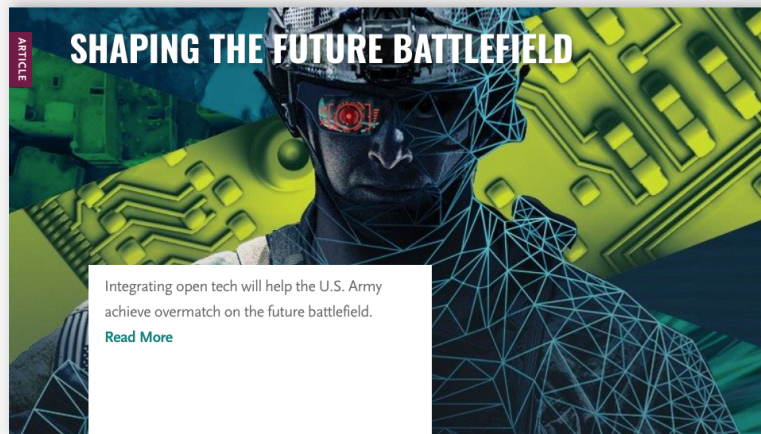 ARTICLE
SHAPING THE FUTURE BATTLEFIELD
Integrating open tech will help the U.S. Army
achieve overmatch on the future battlefield.
Read More